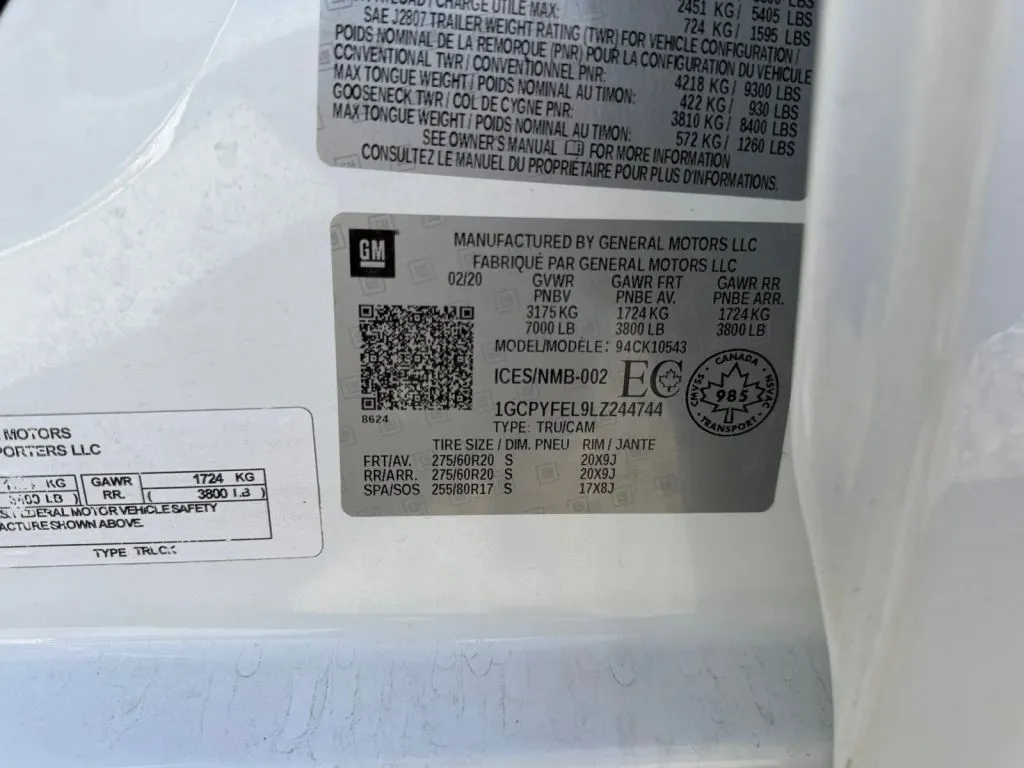 CHARGE UTILE MAX: 2451 KG/ 5405 LBS
724 KG/ 1595 LBS
SAE J2807 TRAILER WEIGHT RATING (TWR) FOR VEHICLE CONFIGURATION/
POIDS NOMINAL DE LA REMORQUE (PNR) POUR LA CONFIGURATION DU VÉHICULE
CONVENTIONAL TWR/ CONVENTIONNEL PNR: 4218 KG/ 9300 LBS
MAX TONGUE WEIGHT/ POIDS NOMINAL AU TIMON: 422 KG/ 930 LBS
GOOSENECK TWR/ COL DE CYGNE PNR: 3810 KG/ 8400 LBS
MAX TONGUE WEIGHT/ POIDS NOMINAL AU TIMON: 572 KG/ 1260 LBS
SEE OWNER'S MANUAL FOR MORE INFORMATION
CONSULTEZ LE MANUEL DU PROPRIÉTAIRE POUR PLUS D'INFORMATIONS.
GM
MANUFACTURED BY GENERAL MOTORS LLC
FABRIQUÉ PAR GENERAL MOTORS LLC
02/20 GVWR GAWR FRT GAWR RR
PNBV PNBE AV. PNBE ARR.
3175 KG 1724 KG 1724 KG
7000 LB 3800 LB 3800 LB
MODEL/MODÈLE: 94CK10543
ICES/NMB-002 EC
CANADA
CMVSS 985 NSVAC
TRANSPORT
8624
1GCPYFEL9LZ244744
TYPE: TRU/CAM
TIRE SIZE / DIM. PNEU RIM / JANTE
FRT/AV. 275/60R20 S 20X9J
RR/ARR. 275/60R20 S 20X9J
SPA/SOS 255/80R17 S 17X8J
MOTORS
PORTERS LLC
KG GAWR 1724 KG
LB ) RR. ( 3800 LB )
FEDERAL MOTOR VEHICLE SAFETY
FACTURE SHOWN ABOVE.
TYPE TRUCK